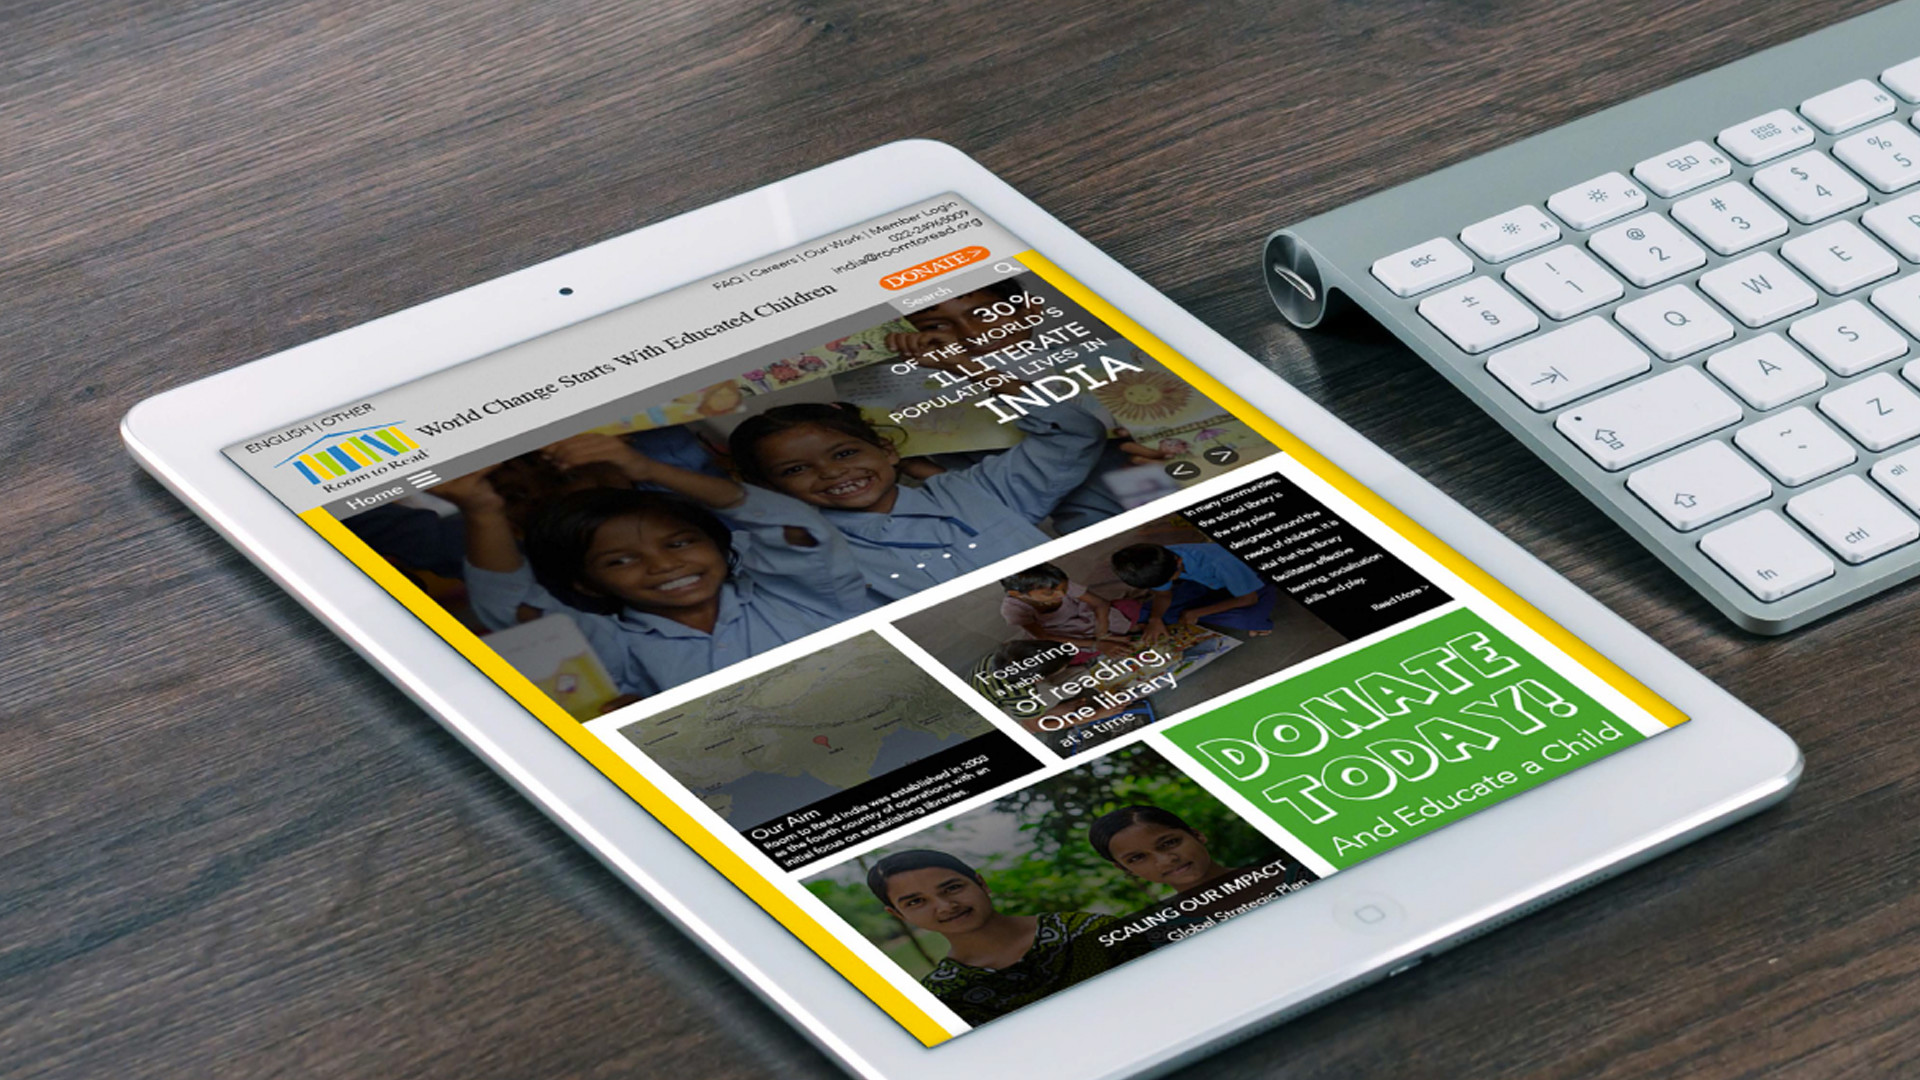 FAQ | Careers | Our Work | Member Login
022-24965009
india@roomtoread.org
ENGLISH | OTHER
World Change Starts With Educated Children
DONATE >
Room to Read
Home
Search
30%
OF THE WORLD'S
ILLITERATE
POPULATION LIVES IN
INDIA
< >
Our Aim
Room to Read India was established in 2003
as the fourth country of operations with an
initial focus on establishing libraries.
Fostering
a habit
of reading,
One library
at a time
In many communities,
the school library is
the only place
designed around the
needs of children. It is
vital that the library
facilitates effective
learning, socialization
skills and play.
Read More >
SCALING OUR IMPACT
Global Strategic Plan
DONATE
TODAY!
And Educate a Child
esc
F1
F2
F3
F4
F5
±
§
!
1
@
2
#
3
$
4
%
5
Q
W
E
R
A
S
Z
~
fn
ctrl
alt